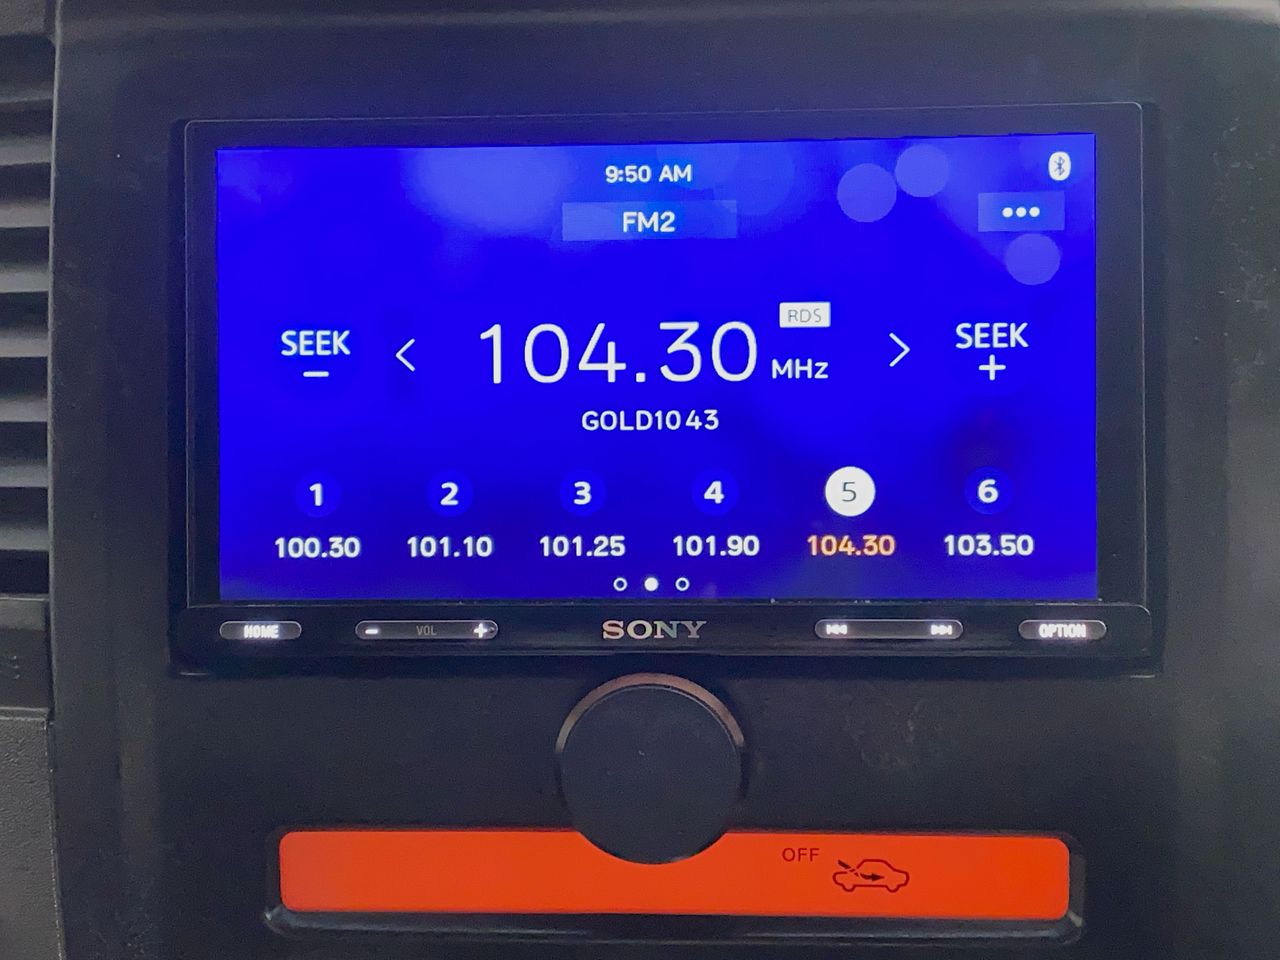 9:50 AM
FM2
•••
RDS
SEEK
−
<
104.30
MHz
>
SEEK
+
GOLD1043
1
2
3
4
5
6
100.30
101.10
101.25
101.90
104.30
103.50
HOME
− VOL +
SONY
OPTION
OFF